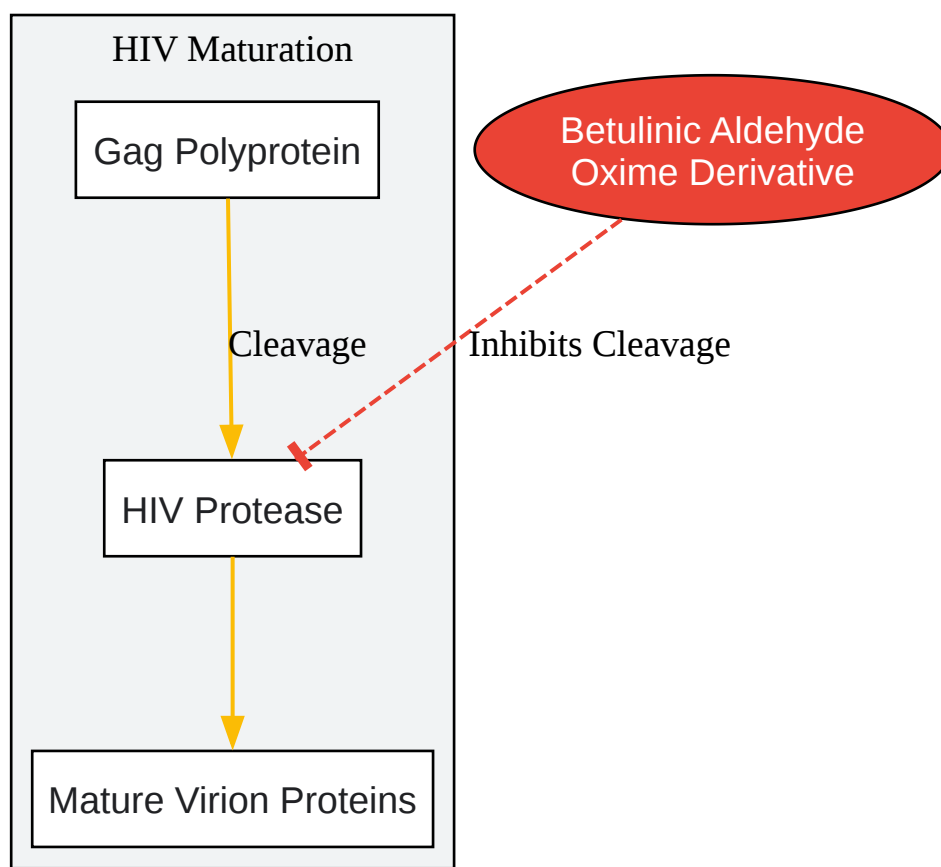 HIV Maturation
Gag Polyprotein
Betulinic Aldehyde
Oxime Derivative
Cleavage
Inhibits Cleavage
HIV Protease
Mature Virion Proteins